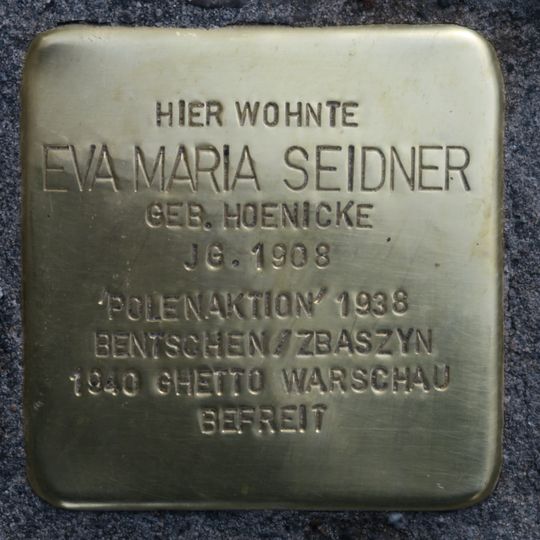 HIER WOHNTE
EVA MARIA SEIDNER
GEB. HOENICKE
JG. 1908
'POLENAKTION' 1938
BENTSCHEN/ZBASZYN
1940 GHETTO WARSCHAU
BEFREIT